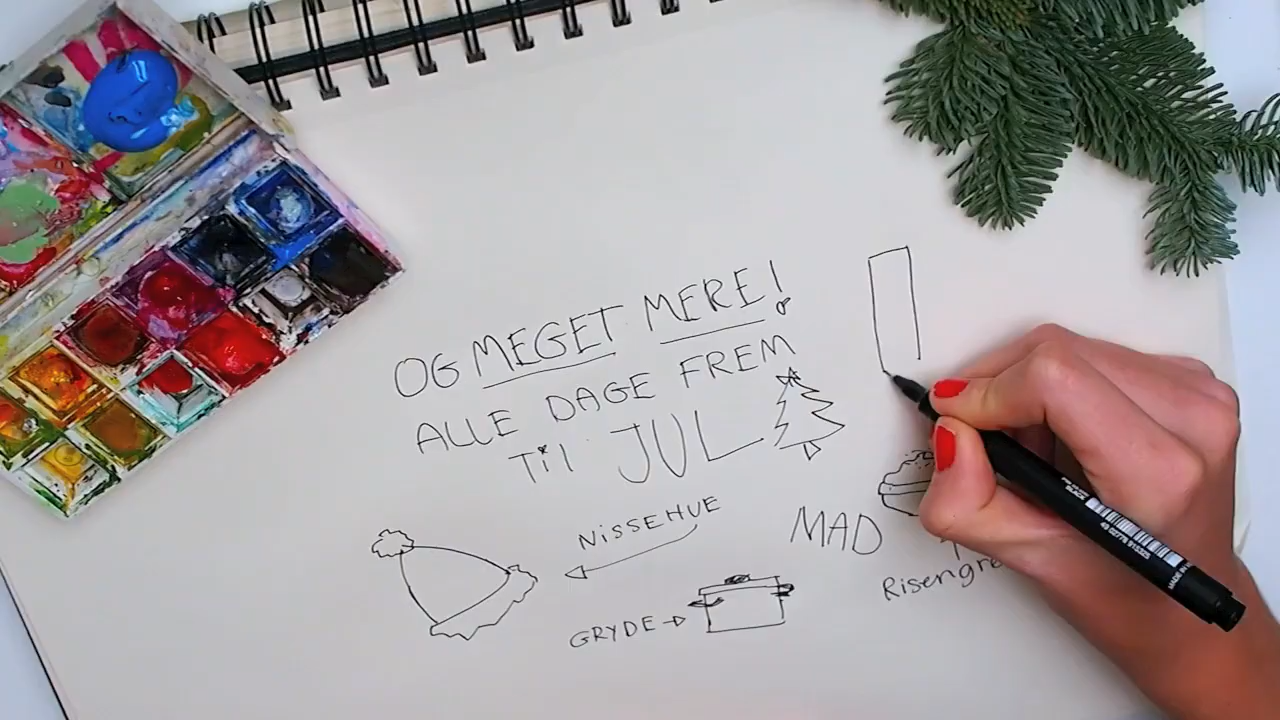 OG MEGET MERE!
ALLE DAGE FREM
Til JUL
NISSEHUE
MAD
GRYDE